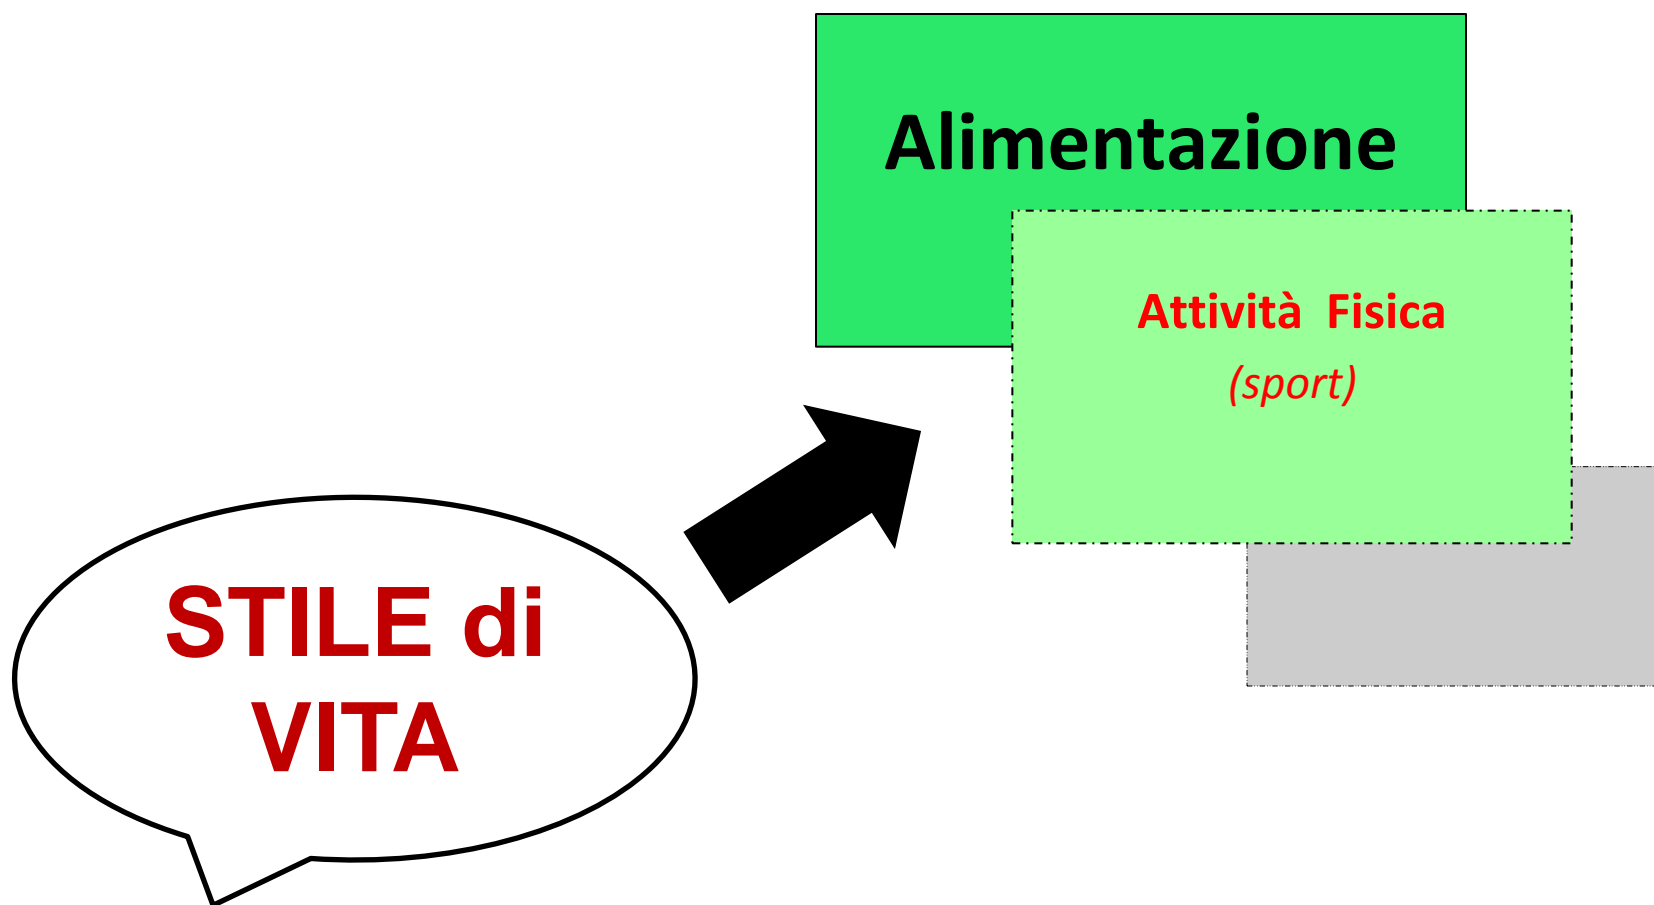 Alimentazione
Attività  Fisica
(sport)
STILE di
VITA